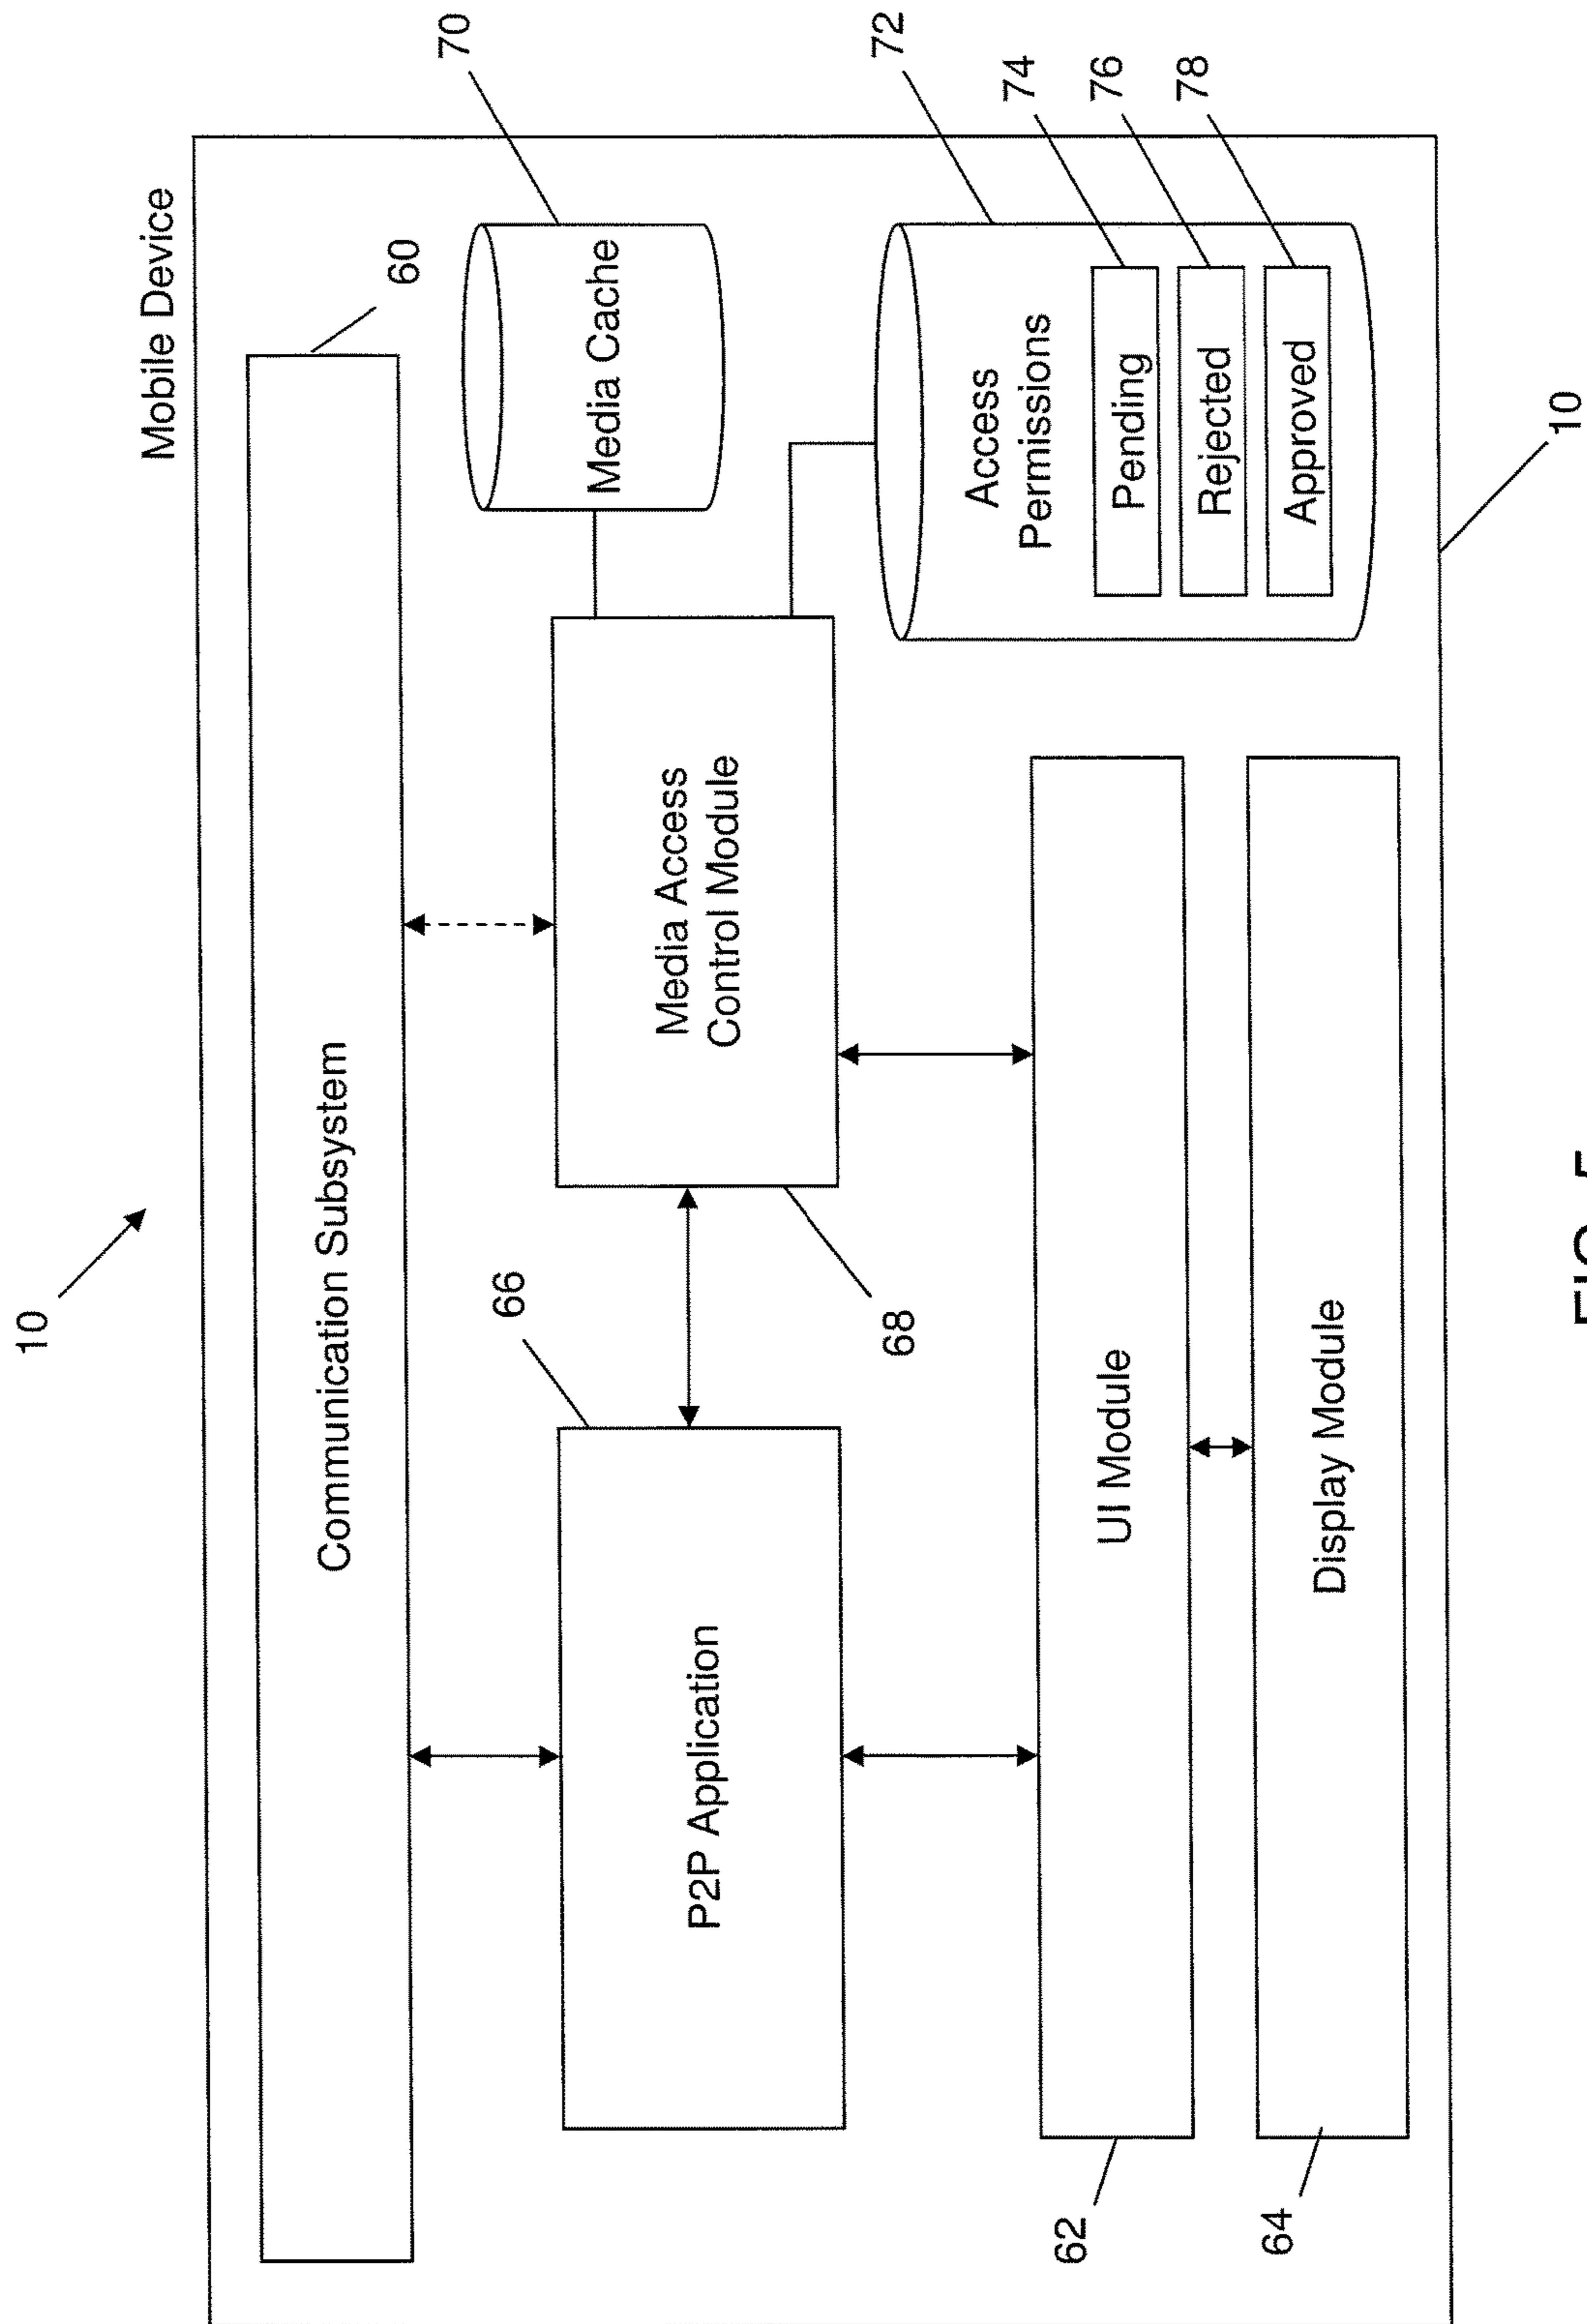 10
Mobile Device
Communication Subsystem
60
66
P2P Application
Media Access
Control Module
68
Media Cache
70
Access
Permissions
72
Pending
74
Rejected
76
Approved
78
UI Module
62
Display Module
64
10